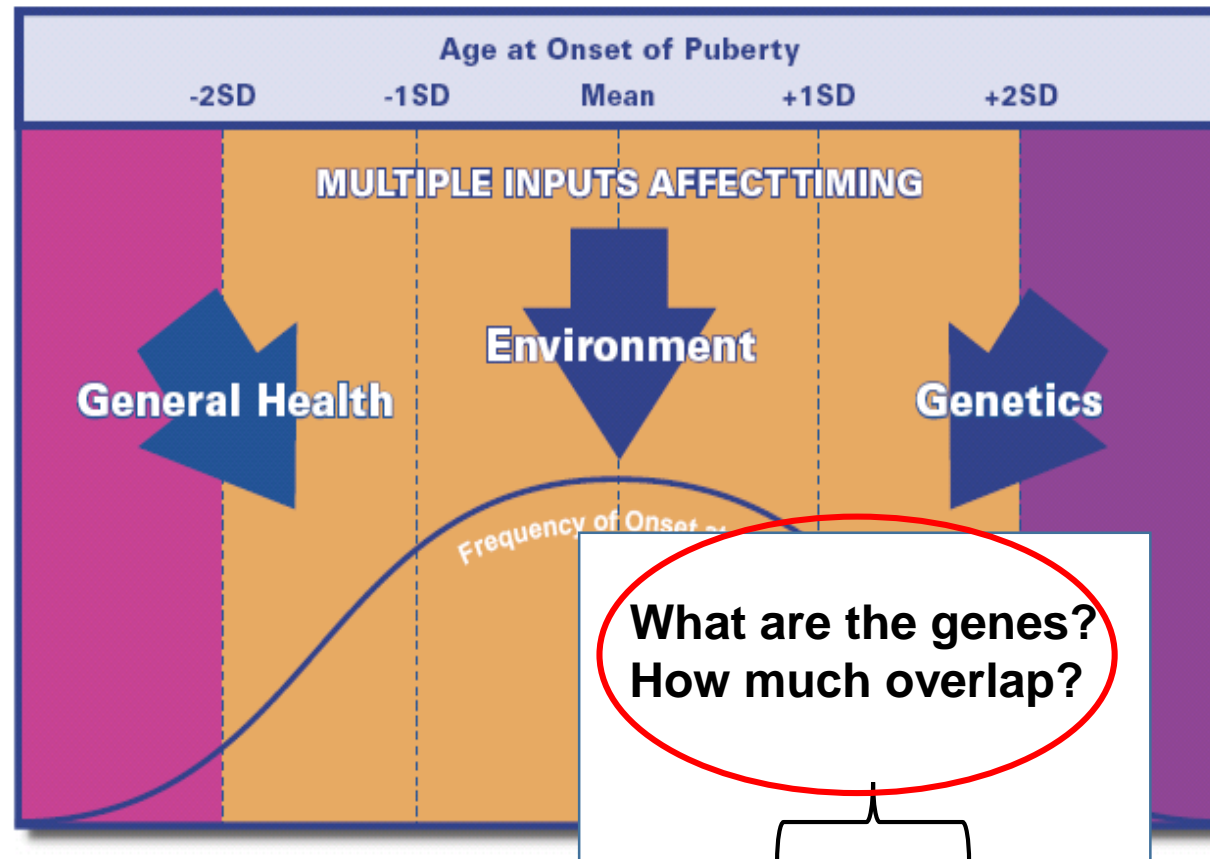 Age at Onset of Puberty
-2SD -1SD Mean +1SD +2SD
MULTIPLE INPUTS AFFECT TIMING
Environment
General Health
Genetics
Frequency of Onset at
What are the genes?
How much overlap?